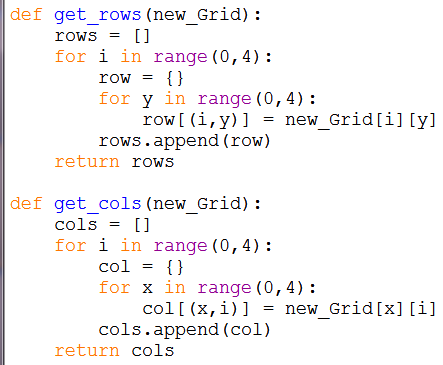 def get_rows(new_Grid):
    rows = []
    for i in range(0,4):
        row = {}
        for y in range(0,4):
            row[(i,y)] = new_Grid[i][y]
        rows.append(row)
    return rows

def get_cols(new_Grid):
    cols = []
    for i in range(0,4):
        col = {}
        for x in range(0,4):
            col[(x,i)] = new_Grid[x][i]
        cols.append(col)
    return cols